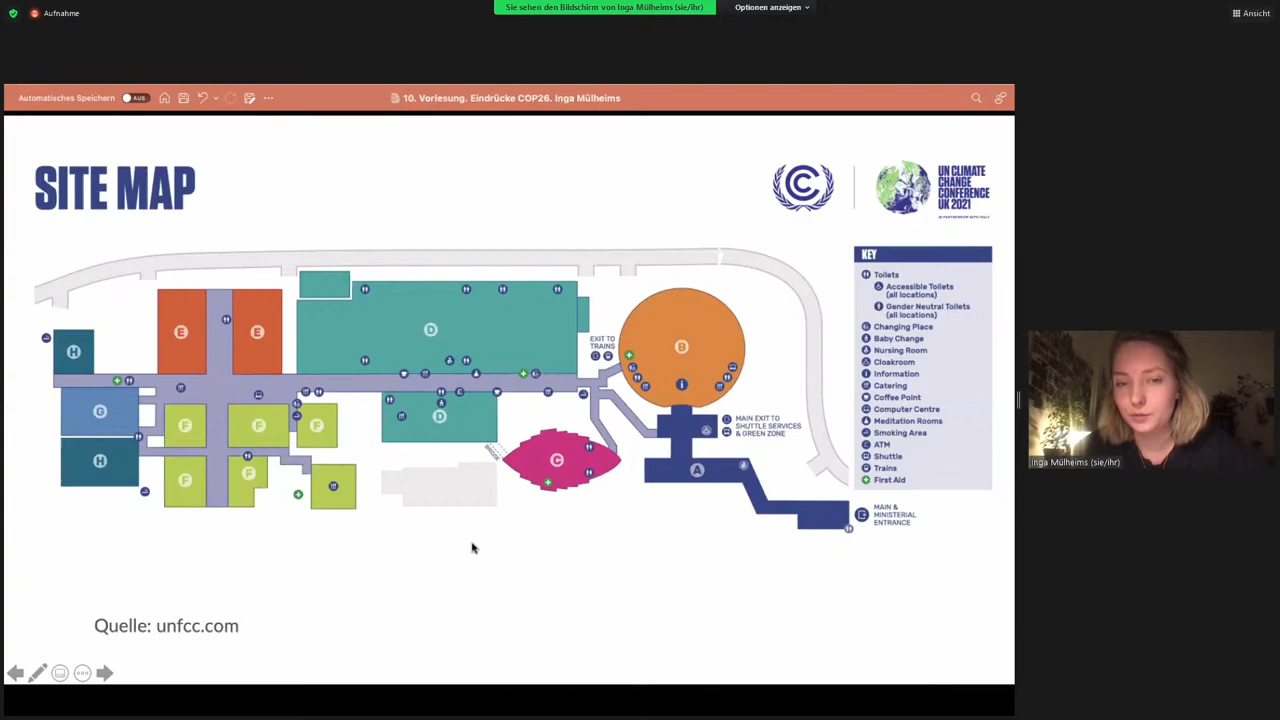 Aufnahme
Sie sehen den Bildschirm von Inga Mülheims (sie/ihr)
Optionen anzeigen
Ansicht
Automatisches Speichern
AUS
10. Vorlesung. Eindrücke COP26. Inga Mülheims
SITE MAP
UN CLIMATE
CHANGE
CONFERENCE
UK 2021
IN PARTNERSHIP WITH ITALY
KEY
Toilets
Accessible Toilets
(all locations)
Gender Neutral Toilets
(all locations)
Changing Place
Baby Change
Nursing Room
Cloakroom
Information
Catering
Coffee Point
Computer Centre
Meditation Rooms
Smoking Area
ATM
Shuttle
Trains
First Aid
E
E
D
H
B
EXIT TO
TRAINS
G
F
F
F
D
H
F
F
C
A
MAIN EXIT TO
SHUTTLE SERVICES
& GREEN ZONE
MAIN &
MINISTERIAL
ENTRANCE
Quelle: unfcc.com
Inga Mülheims (sie/ihr)